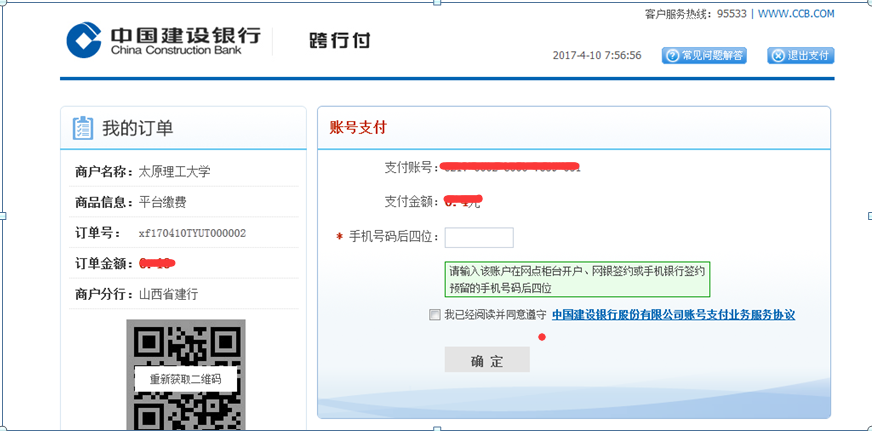 客户服务热线：95533 | WWW.CCB.COM
中国建设银行
China Construction Bank
跨行付
2017-4-10 7:56:56
常见问题解答
退出支付
我的订单
商户名称：太原理工大学
商品信息：平台缴费
订单号： xf170410TYUT000002
订单金额：
商户分行：山西省建行
重新获取二维码
账号支付
支付账号：
支付金额：
* 手机号码后四位：
请输入该账户在网点柜台开户、网银签约或手机银行签约
预留的手机号码后四位
我已经阅读并同意遵守 中国建设银行股份有限公司账号支付业务服务协议
确 定